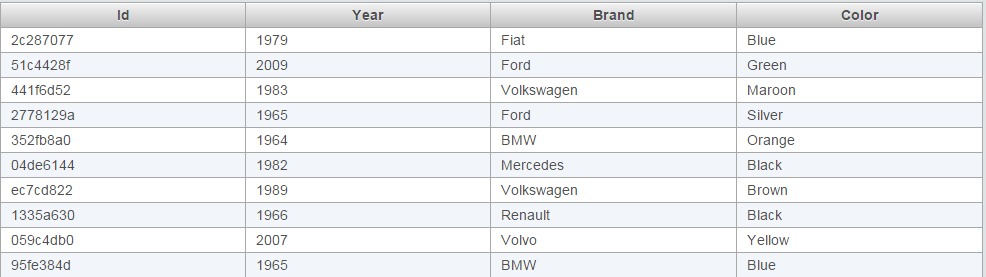 Id Year Brand Color
2c287077 1979 Fiat Blue
51c4428f 2009 Ford Green
441f6d52 1983 Volkswagen Maroon
2778129a 1965 Ford Silver
352fb8a0 1964 BMW Orange
04de6144 1982 Mercedes Black
ec7cd822 1989 Volkswagen Brown
1335a630 1966 Renault Black
059c4db0 2007 Volvo Yellow
95fe384d 1965 BMW Blue